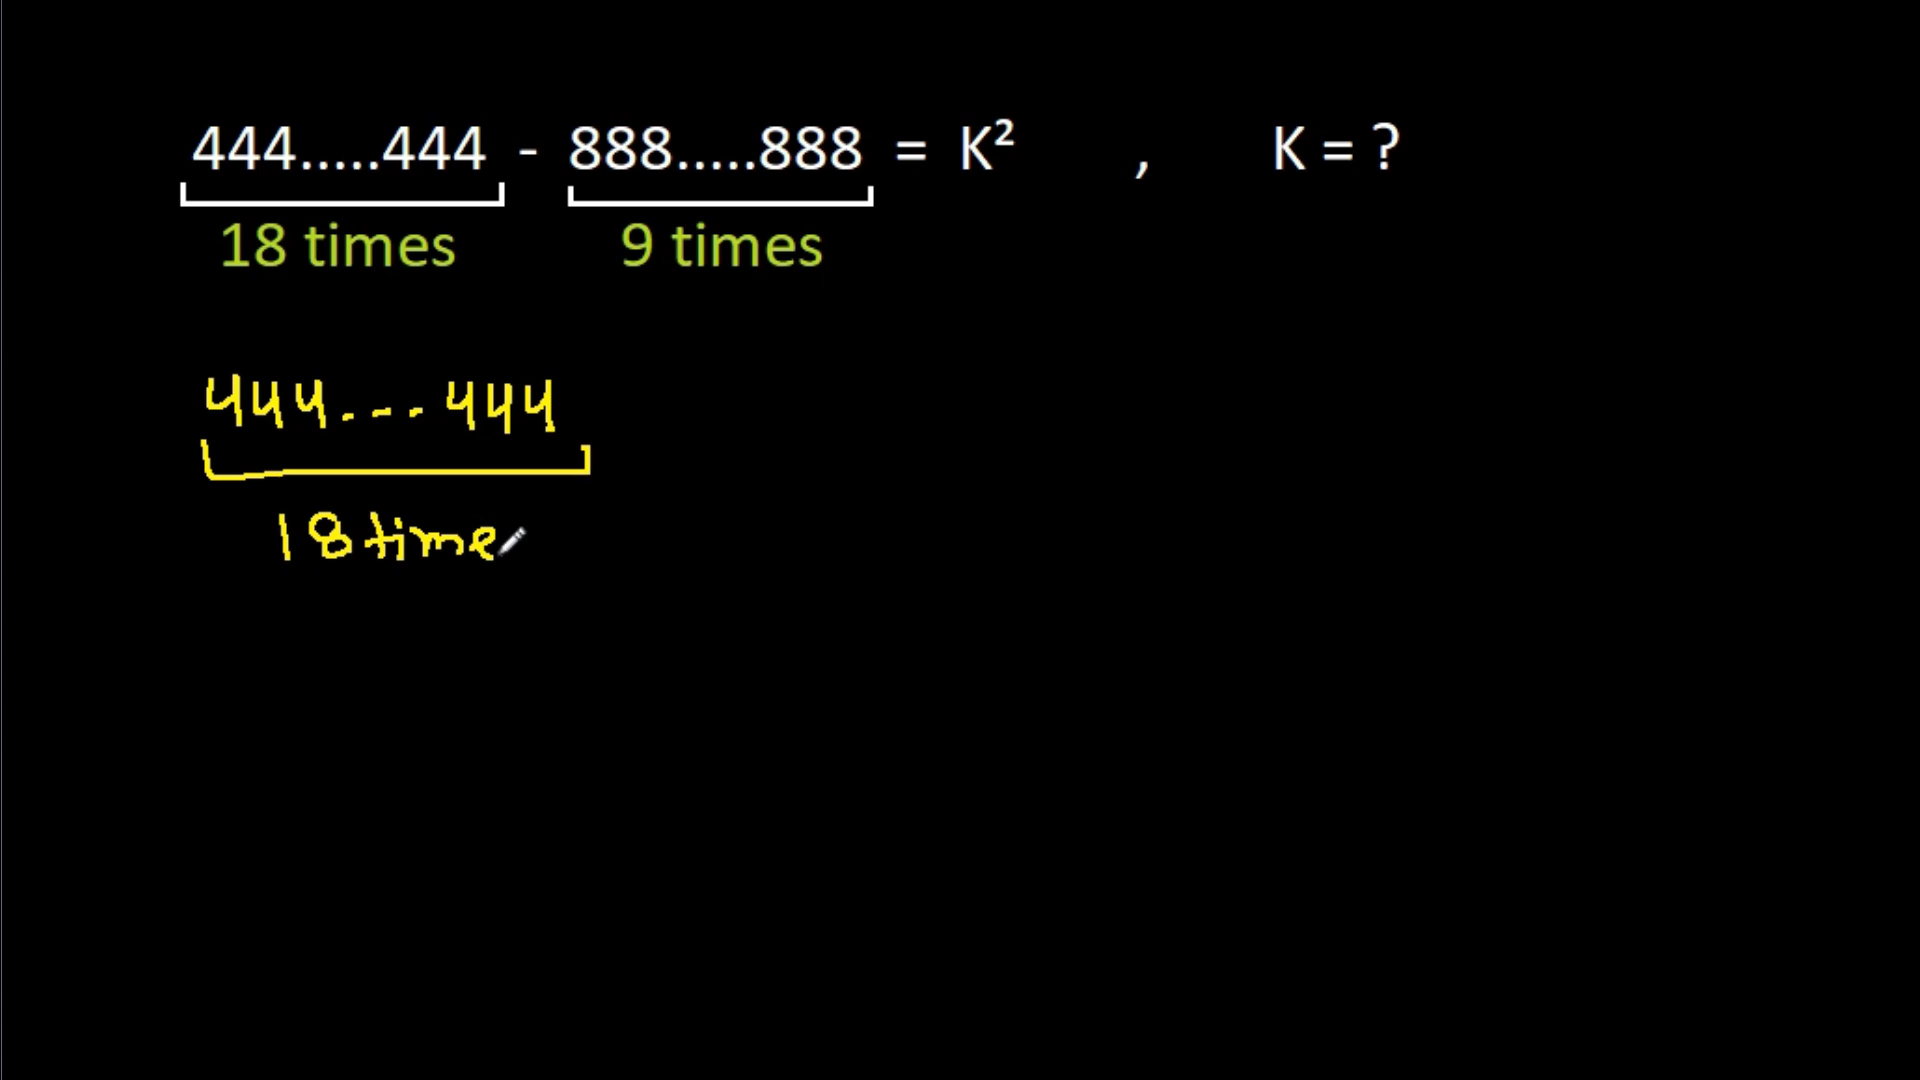 444.....444 - 888.....888 = K² , K = ?
18 times 9 times
444...444
18 time